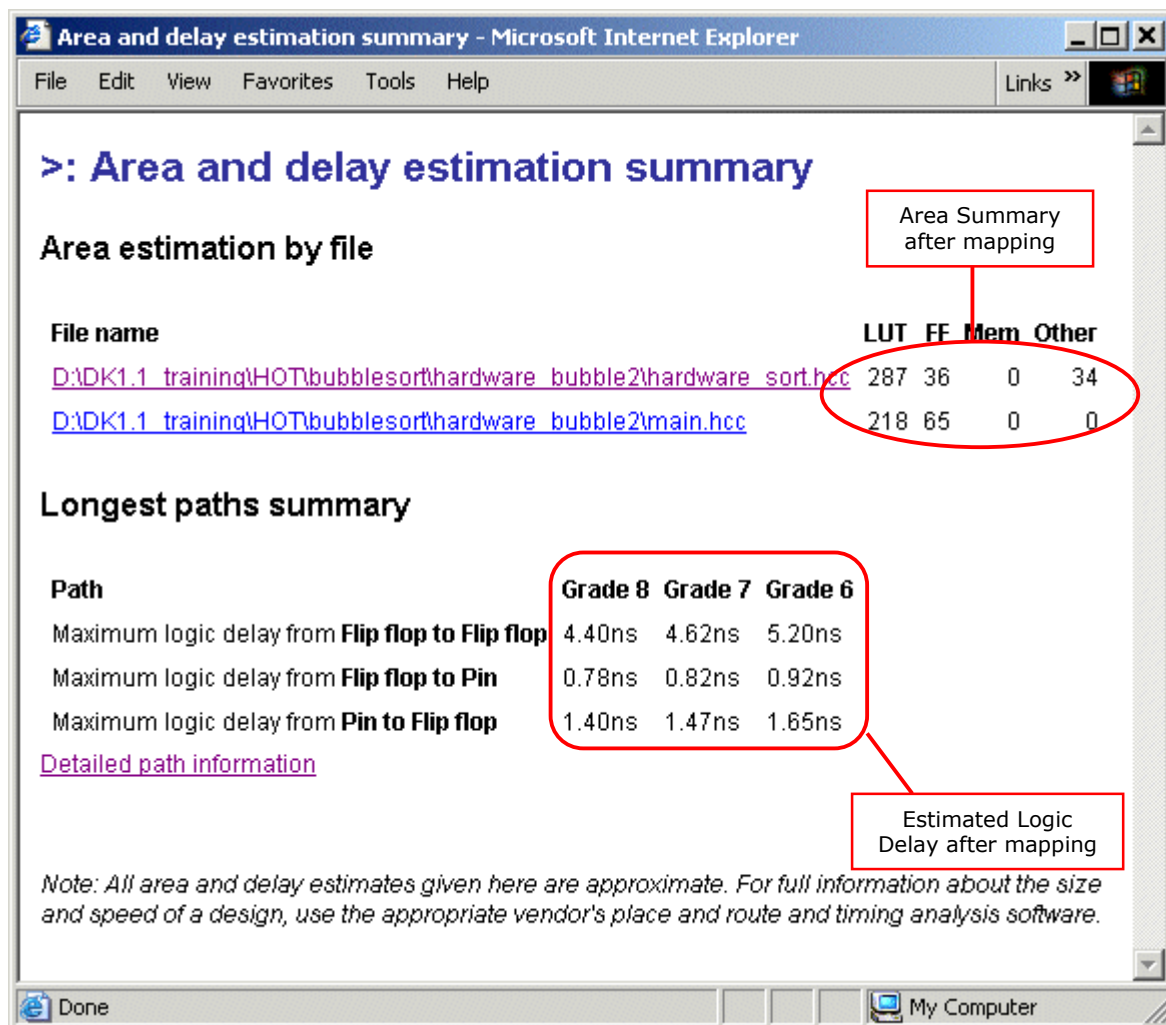 Area and delay estimation summary - Microsoft Internet Explorer
File Edit View Favorites Tools Help Links »
>: Area and delay estimation summary
Area Summary
after mapping
Area estimation by file
File name LUT FF Mem Other
D:\DK1.1_training\HOT\bubblesort\hardware_bubble2\hardware_sort.hcc 287 36 0 34
D:\DK1.1_training\HOT\bubblesort\hardware_bubble2\main.hcc 218 65 0 0
Longest paths summary
Path Grade 8 Grade 7 Grade 6
Maximum logic delay from Flip flop to Flip flop 4.40ns 4.62ns 5.20ns
Maximum logic delay from Flip flop to Pin 0.78ns 0.82ns 0.92ns
Maximum logic delay from Pin to Flip flop 1.40ns 1.47ns 1.65ns
Detailed path information
Estimated Logic
Delay after mapping
Note: All area and delay estimates given here are approximate. For full information about the size
and speed of a design, use the appropriate vendor's place and route and timing analysis software.
Done My Computer